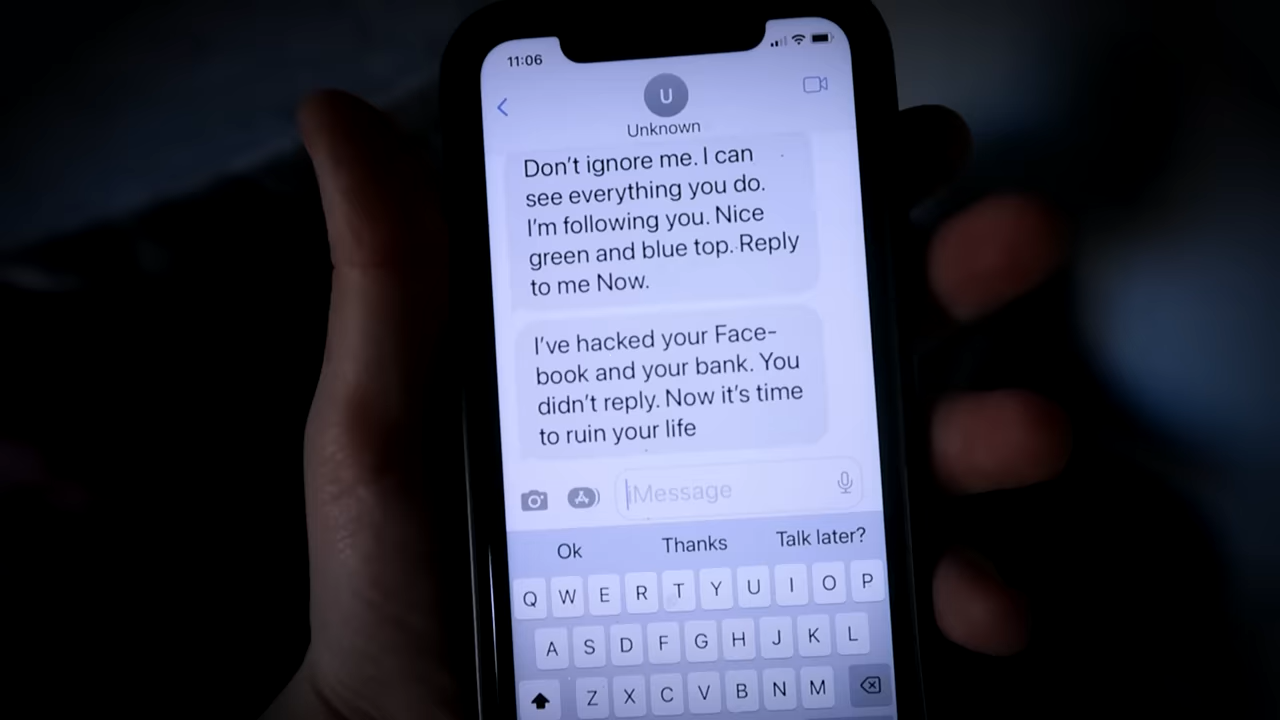 11:06
U
Unknown
Don't ignore me. I can
see everything you do.
I'm following you. Nice
green and blue top. Reply
to me Now.
I've hacked your Face-
book and your bank. You
didn't reply. Now it's time
to ruin your life
iMessage
Ok Thanks Talk later?
Q W E R T Y U I O P
A S D F G H J K L
Z X C V B N M